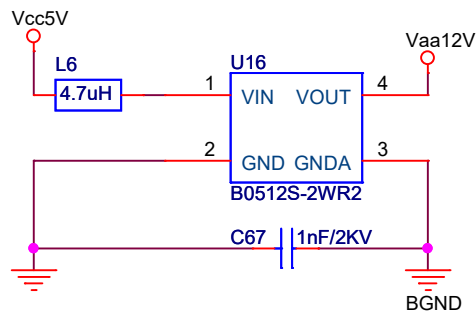 Vcc5V
Vaa12V
L6
U16
4.7uH
1
VIN
VOUT
4
2
GND
GNDA
3
B0512S-2WR2
C67
1nF/2KV
BGND